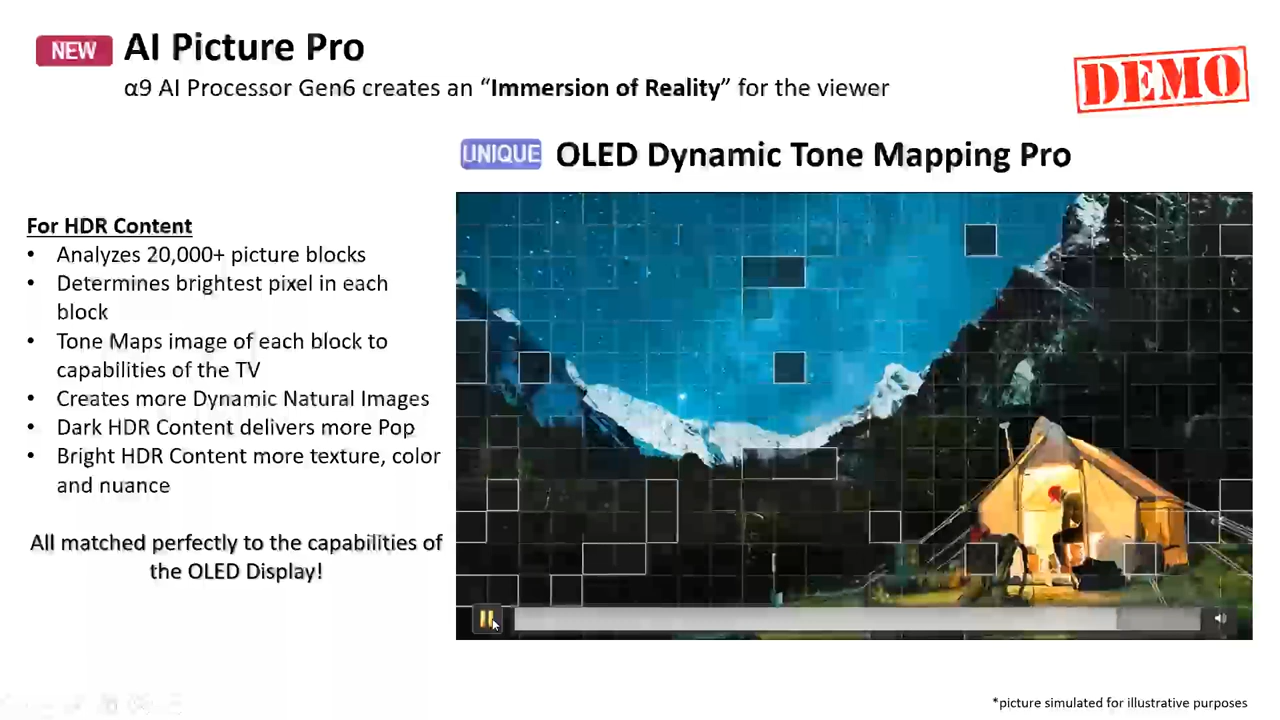 NEW AI Picture Pro
α9 AI Processor Gen6 creates an “Immersion of Reality” for the viewer
DEMO
UNIQUE OLED Dynamic Tone Mapping Pro
For HDR Content
• Analyzes 20,000+ picture blocks
• Determines brightest pixel in each
block
• Tone Maps image of each block to
capabilities of the TV
• Creates more Dynamic Natural Images
• Dark HDR Content delivers more Pop
• Bright HDR Content more texture, color
and nuance
All matched perfectly to the capabilities of
the OLED Display!
*picture simulated for illustrative purposes